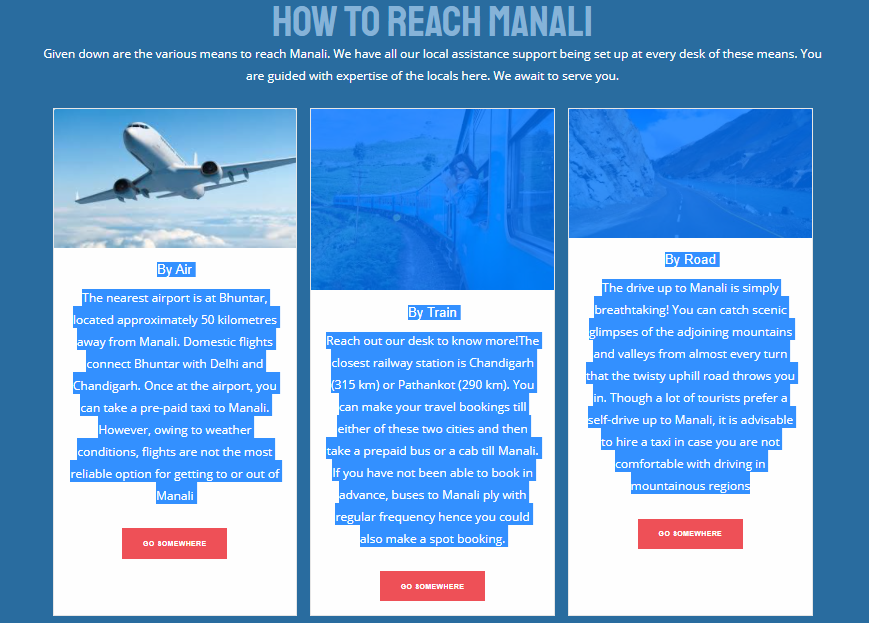 HOW TO REACH MANALI
Given down are the various means to reach Manali. We have all our local assistance support being set up at every desk of these means. You
are guided with expertise of the locals here. We await to serve you.
By Air
The nearest airport is at Bhuntar,
located approximately 50 kilometres
away from Manali. Domestic flights
connect Bhuntar with Delhi and
Chandigarh. Once at the airport, you
can take a pre-paid taxi to Manali.
However, owing to weather
conditions, flights are not the most
reliable option for getting to or out of
Manali
GO SOMEWHERE
By Train
Reach out our desk to know more!The
closest railway station is Chandigarh
(315 km) or Pathankot (290 km). You
can make your travel bookings till
either of these two cities and then
take a prepaid bus or a cab till Manali.
If you have not been able to book in
advance, buses to Manali ply with
regular frequency hence you could
also make a spot booking.
GO SOMEWHERE
By Road
The drive up to Manali is simply
breathtaking! You can catch scenic
glimpses of the adjoining mountains
and valleys from almost every turn
that the twisty uphill road throws you
in. Though a lot of tourists prefer a
self-drive up to Manali, it is advisable
to hire a taxi in case you are not
comfortable with driving in
mountainous regions
GO SOMEWHERE